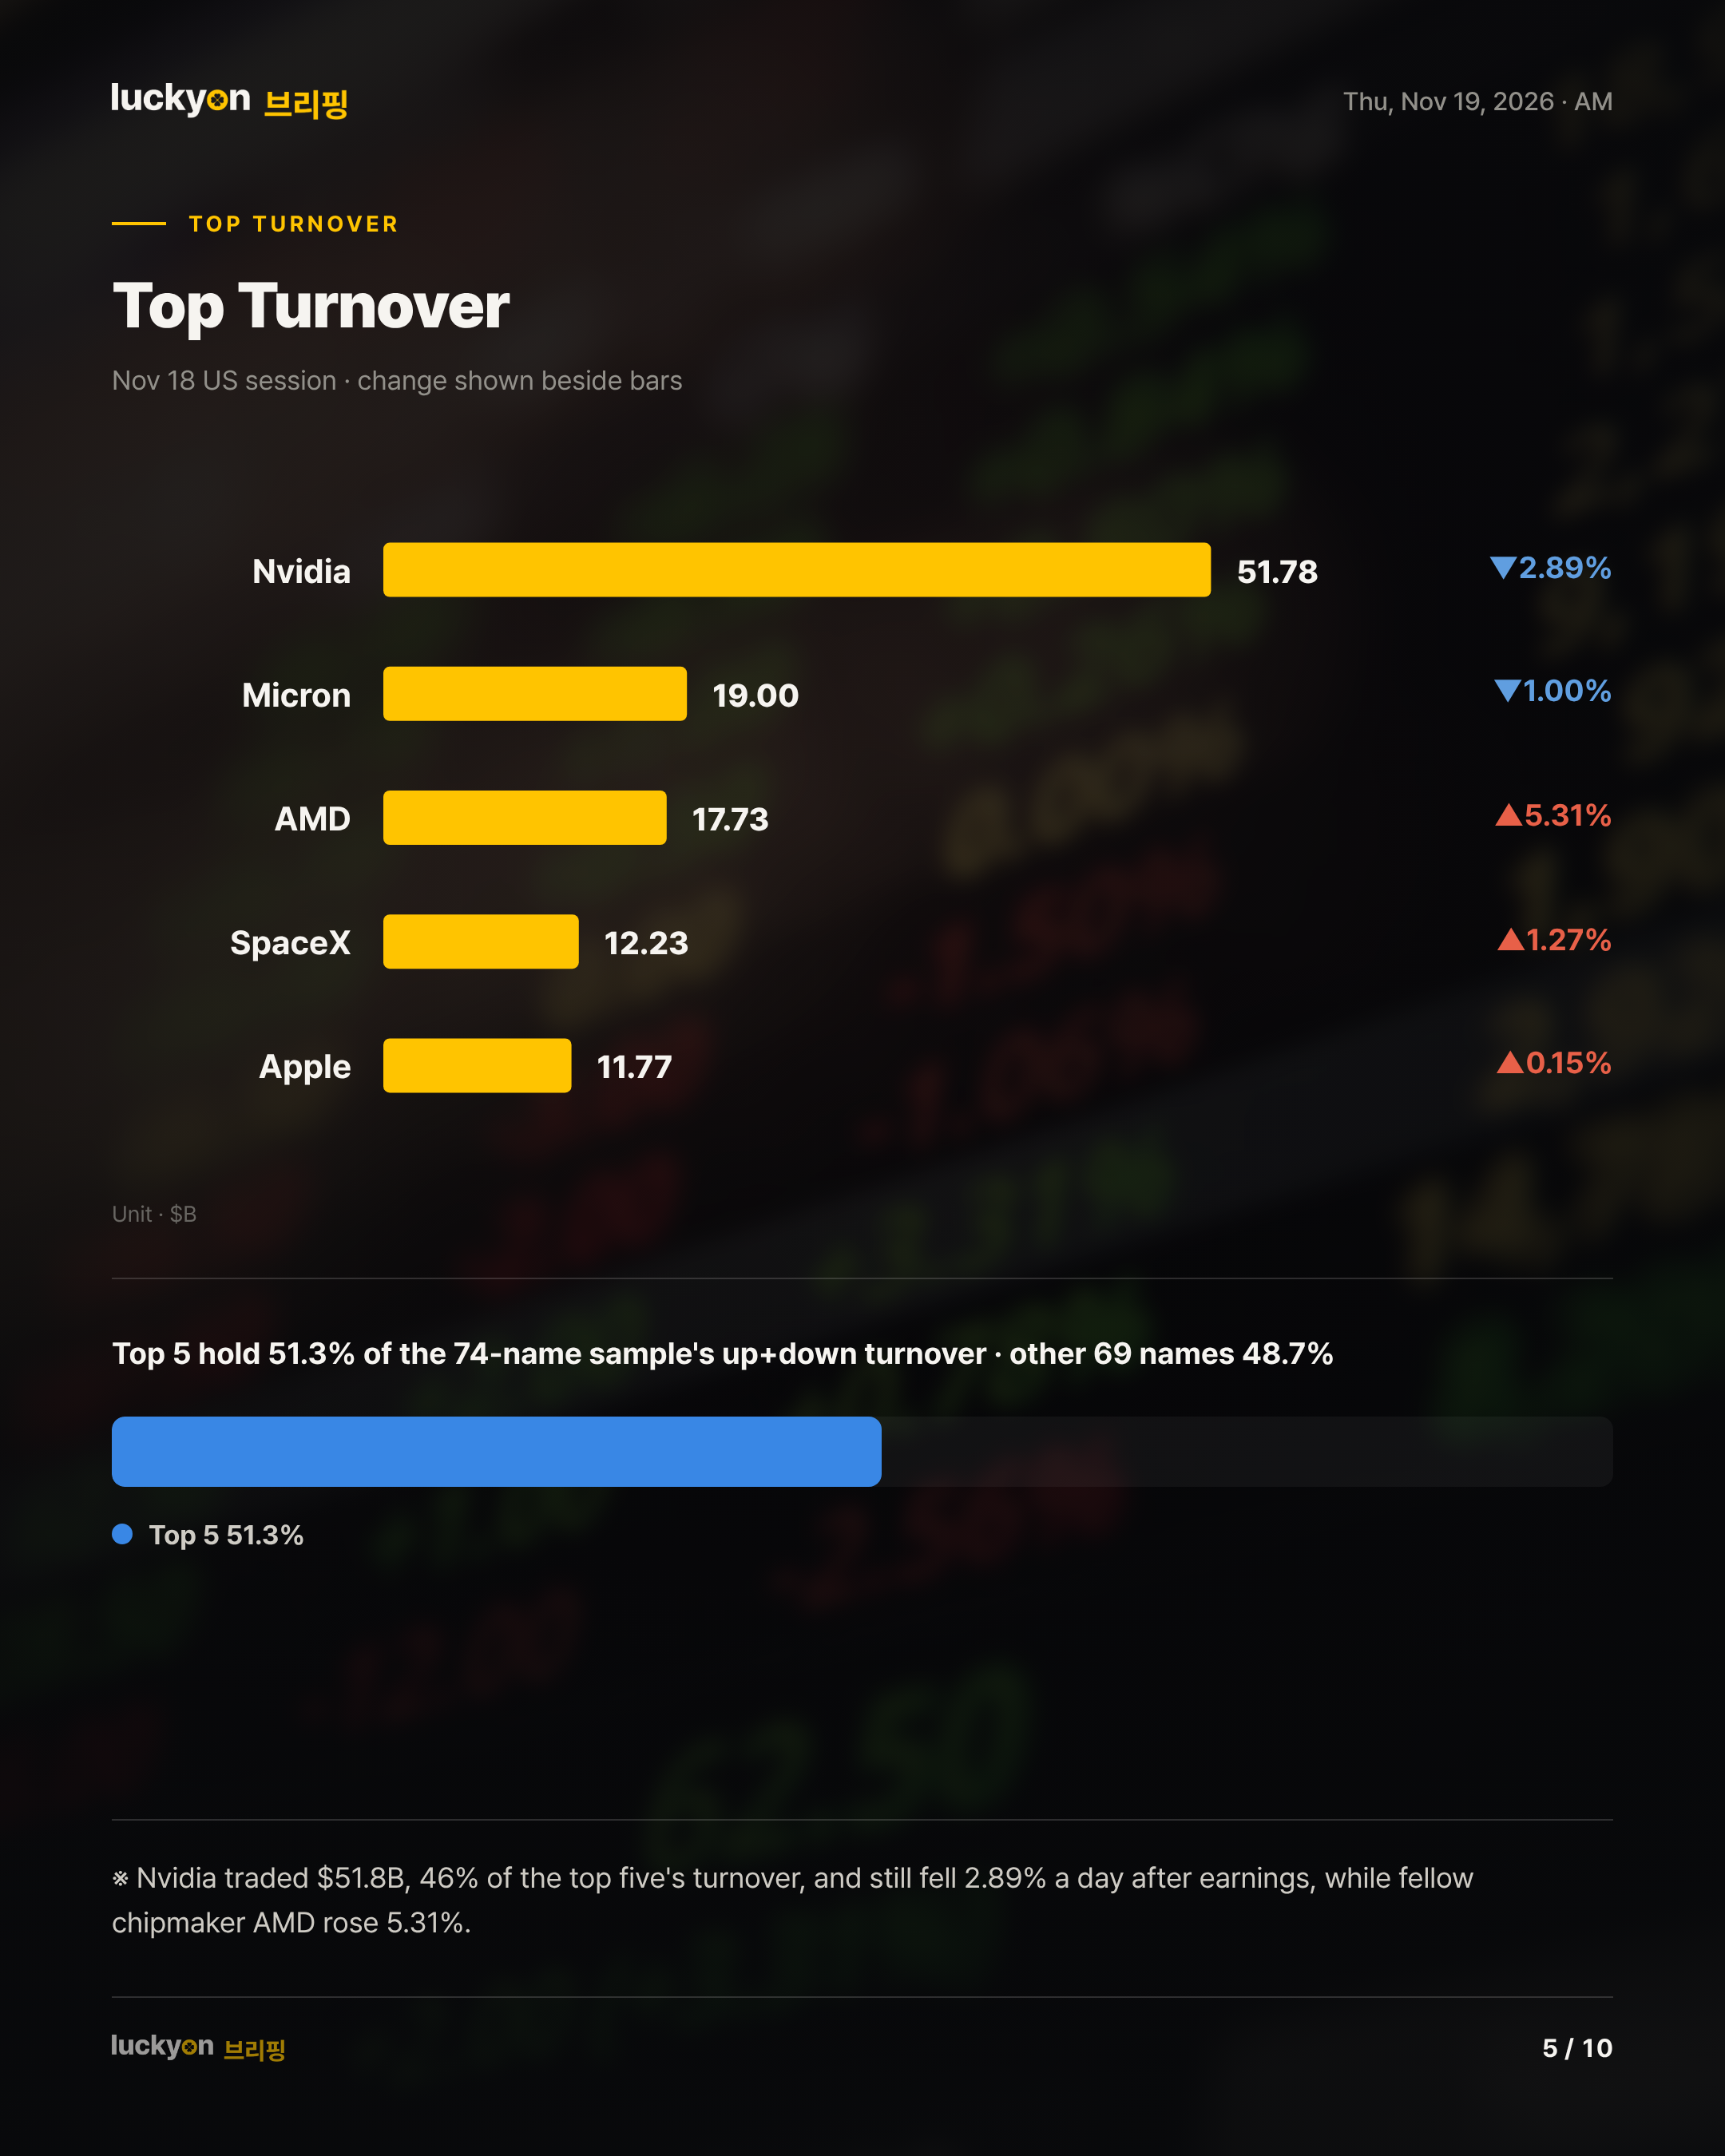 luckyon 브리핑
Thu, Nov 19, 2026 · AM
TOP TURNOVER
Top Turnover
Nov 18 US session · change shown beside bars
Nvidia 51.78 ▼2.89%
Micron 19.00 ▼1.00%
AMD 17.73 ▲5.31%
SpaceX 12.23 ▲1.27%
Apple 11.77 ▲0.15%
Unit · $B
Top 5 hold 51.3% of the 74-name sample's up+down turnover · other 69 names 48.7%
Top 5 51.3%
※ Nvidia traded $51.8B, 46% of the top five's turnover, and still fell 2.89% a day after earnings, while fellow
chipmaker AMD rose 5.31%.
luckyon 브리핑
5 / 10